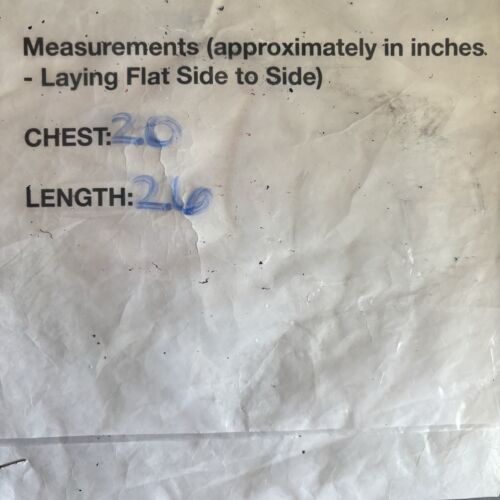 Measurements (approximately in inches.
- Laying Flat Side to Side)
CHEST: 20
LENGTH: 26